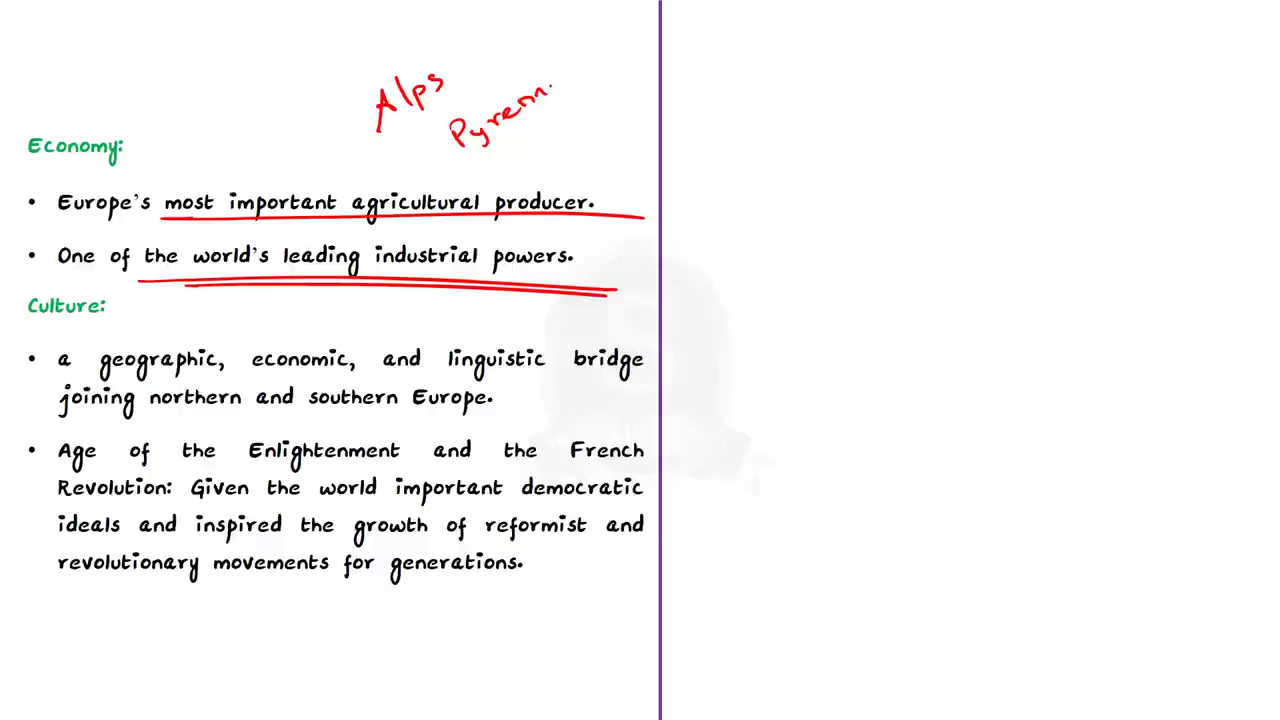 Alps
Pyrenn.
Economy:
• Europe's most important agricultural producer.
• One of the world's leading industrial powers.
Culture:
• a geographic, economic, and linguistic bridge
joining northern and southern Europe.
• Age of the Enlightenment and the French
Revolution: Given the world important democratic
ideals and inspired the growth of reformist and
revolutionary movements for generations.